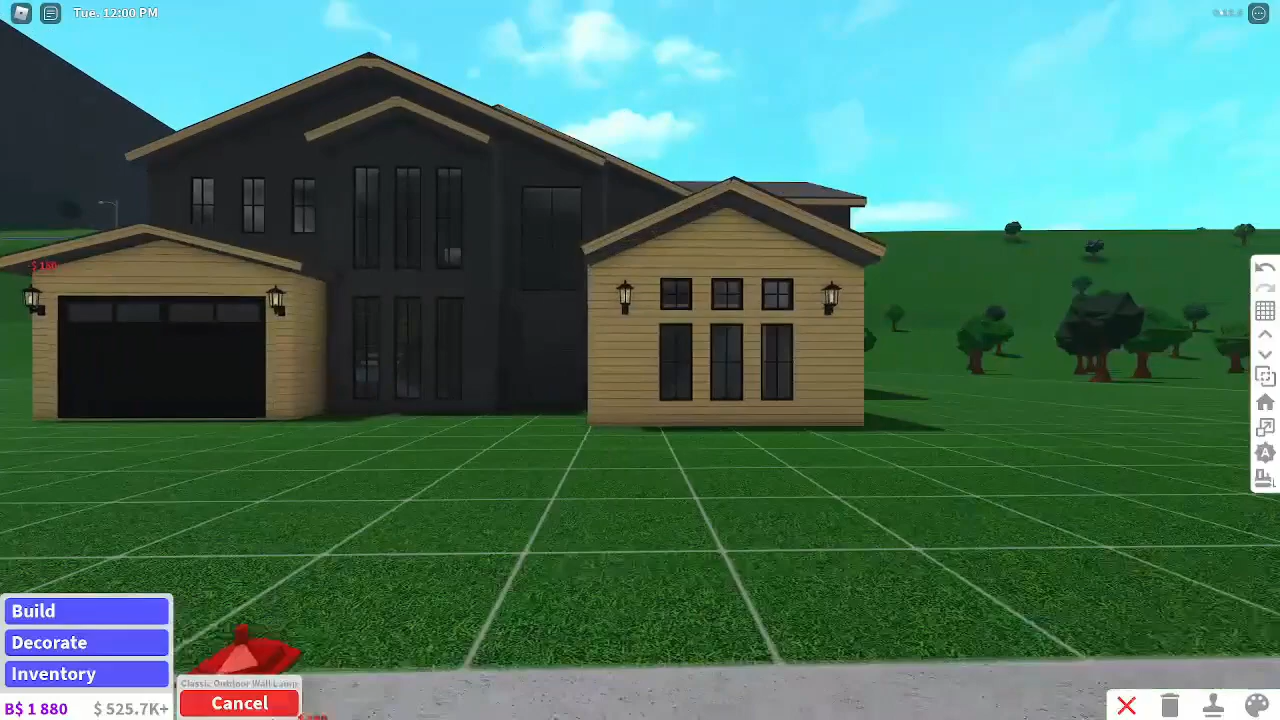 Tue. 12:00 PM
Build
Decorate
Inventory
Classic Outdoor Wall Lamp
Cancel
B$ 1 880
$ 525.7K+